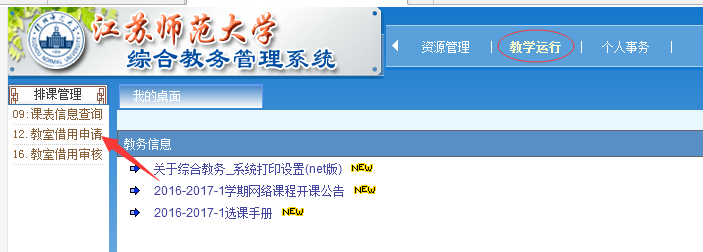 江苏师范大学
综合教务管理系统
资源管理 | 教学运行 | 个人事务 |
排课管理
我的桌面
09:课表信息查询
12.教室借用申请
16.教室借用审核
教务信息
关于综合教务_系统打印设置(net版) NEW
2016-2017-1学期网络课程开课公告 NEW
2016-2017-1选课手册 NEW